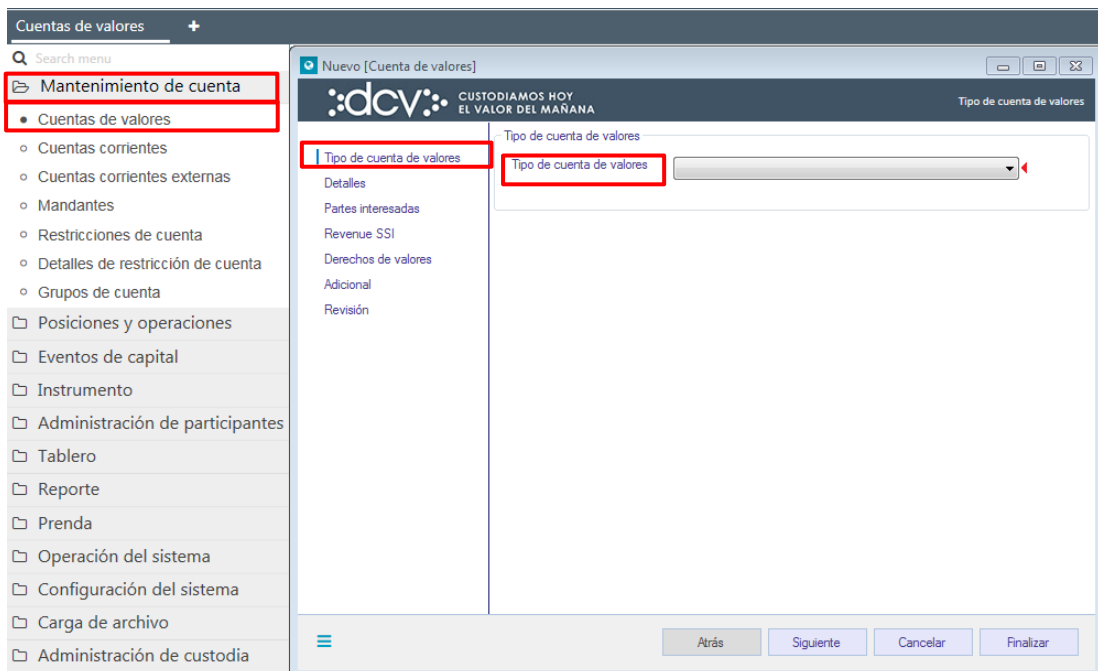 Cuentas de valores +
Search menu
Mantenimiento de cuenta
Cuentas de valores
Cuentas corrientes
Cuentas corrientes externas
Mandantes
Restricciones de cuenta
Detalles de restricción de cuenta
Grupos de cuenta
Posiciones y operaciones
Eventos de capital
Instrumento
Administración de participantes
Tablero
Reporte
Prenda
Operación del sistema
Configuración del sistema
Carga de archivo
Administración de custodia
Nuevo [Cuenta de valores]
dcv
CUSTODIAMOS HOY
EL VALOR DEL MAÑANA
Tipo de cuenta de valores
Tipo de cuenta de valores
Detalles
Partes interesadas
Revenue SSI
Derechos de valores
Adicional
Revisión
Tipo de cuenta de valores
Tipo de cuenta de valores
Atrás
Siguiente
Cancelar
Finalizar